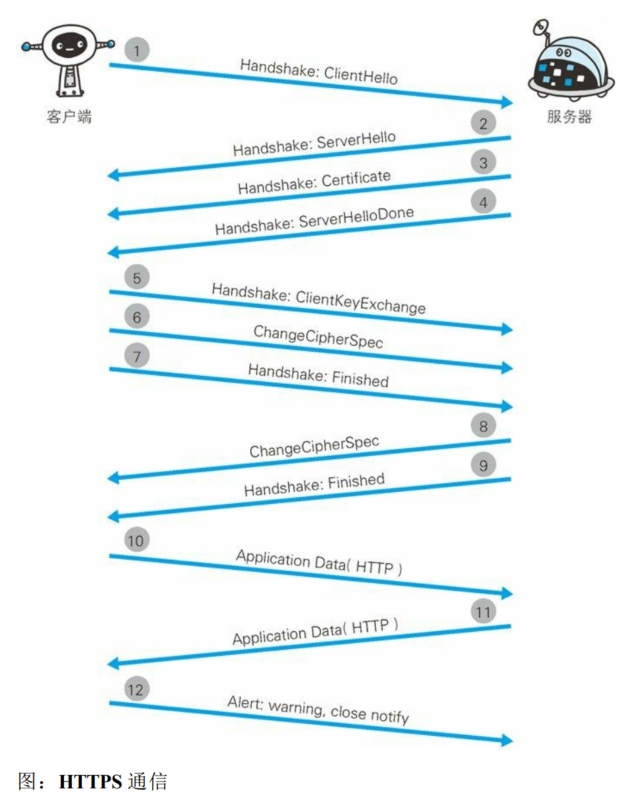 1
Handshake: ClientHello
客户端
服务器
2
Handshake: ServerHello
3
Handshake: Certificate
4
Handshake: ServerHelloDone
5
Handshake: ClientKeyExchange
6
ChangeCipherSpec
7
Handshake: Finished
8
ChangeCipherSpec
9
Handshake: Finished
10
Application Data( HTTP )
11
Application Data( HTTP )
12
Alert: warning, close notify
图：HTTPS 通信